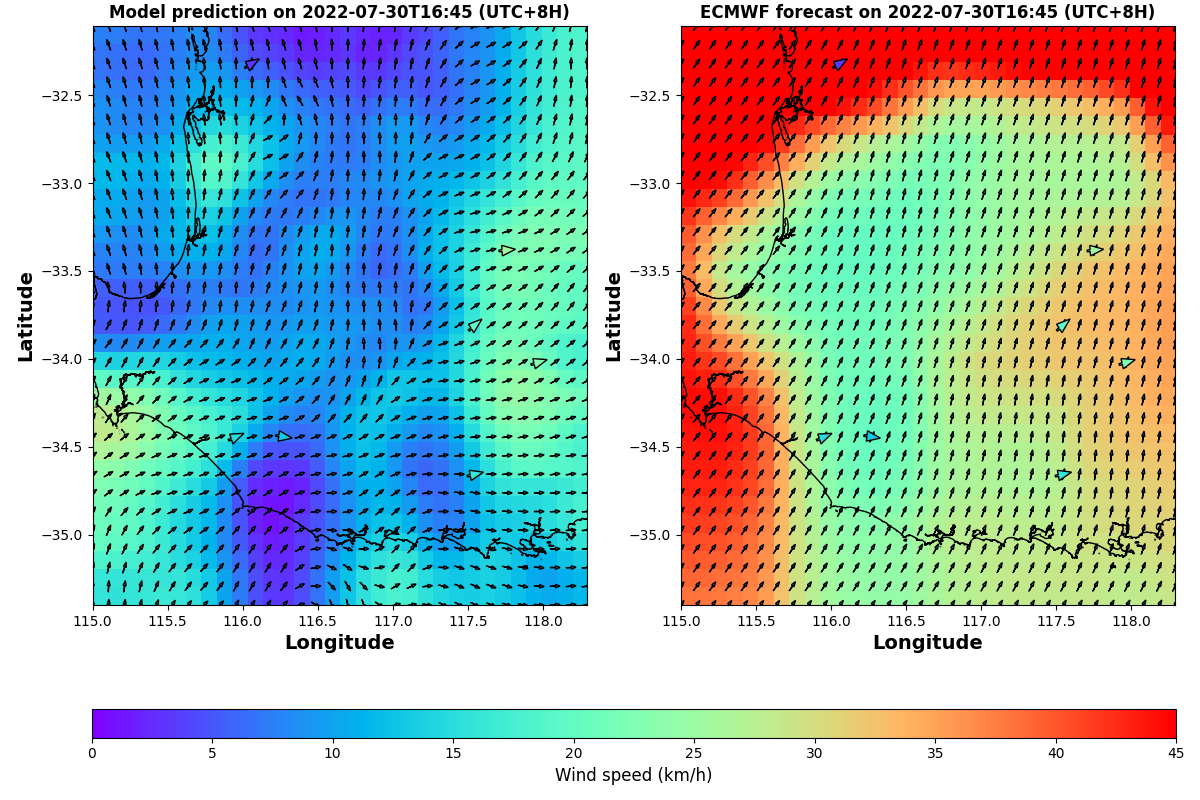 Model prediction on 2022-07-30T16:45 (UTC+8H)
ECMWF forecast on 2022-07-30T16:45 (UTC+8H)
−32.5
−33.0
−33.5
−34.0
−34.5
−35.0
Latitude
115.0 115.5 116.0 116.5 117.0 117.5 118.0
Longitude
−32.5
−33.0
−33.5
−34.0
−34.5
−35.0
Latitude
115.0 115.5 116.0 116.5 117.0 117.5 118.0
Longitude
0 5 10 15 20 25 30 35 40 45
Wind speed (km/h)